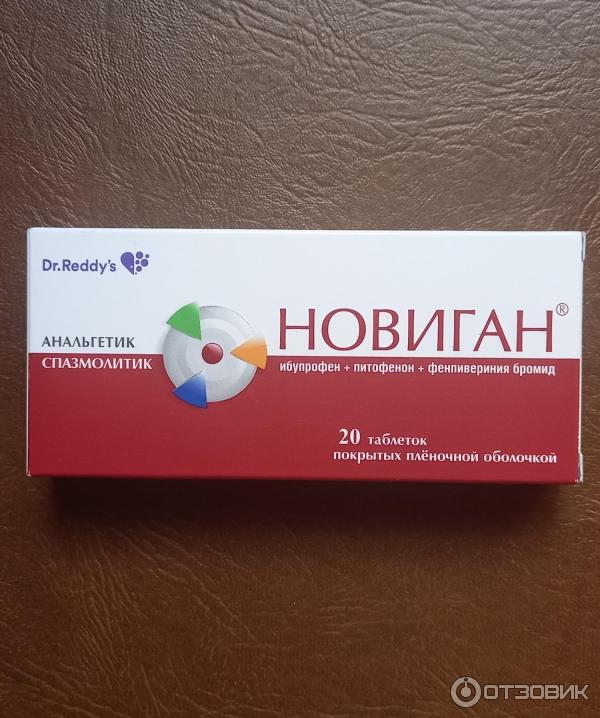 Dr.Reddy's
АНАЛЬГЕТИК
СПАЗМОЛИТИК
НОВИГАН®
ибупрофен + питофенон + фенпивериния бромид
20 таблеток
покрытых плёночной оболочкой
ОТЗОВИК